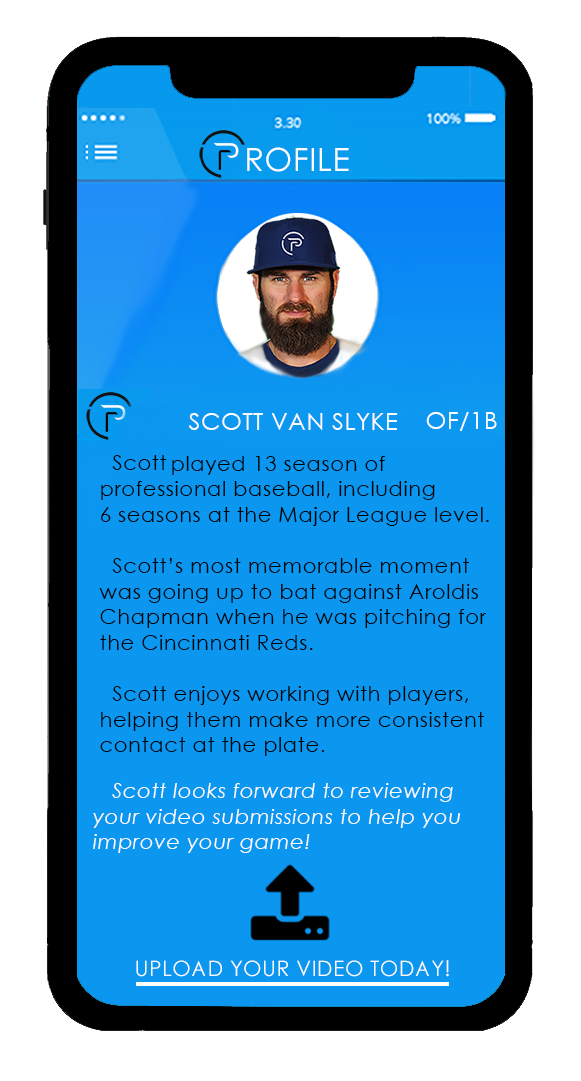 3.30
100%
PROFILE
P
P
SCOTT VAN SLYKE OF/1B
Scott played 13 season of
professional baseball, including
6 seasons at the Major League level.
Scott’s most memorable moment
was going up to bat against Aroldis
Chapman when he was pitching for
the Cincinnati Reds.
Scott enjoys working with players,
helping them make more consistent
contact at the plate.
Scott looks forward to reviewing
your video submissions to help you
improve your game!
UPLOAD YOUR VIDEO TODAY!